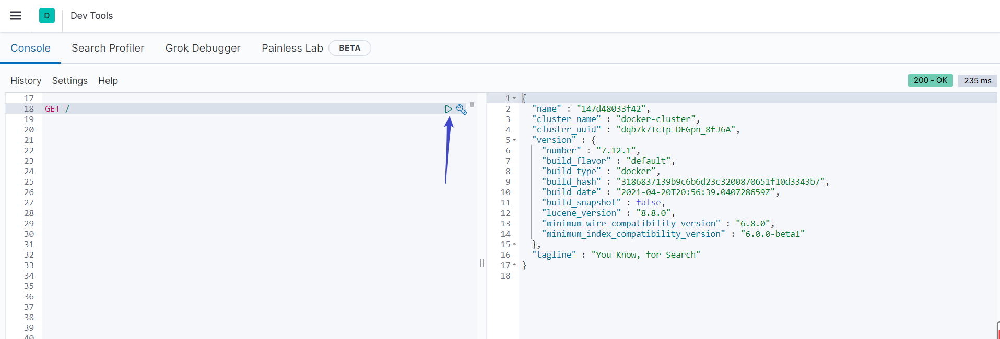 D Dev Tools
Console Search Profiler Grok Debugger Painless Lab BETA
History Settings Help 200 - OK 235 ms
17
18 GET /
19
20
21
22
23
24
25
26
27
28
29
30
31
32
33
34
35
36
37
38
39
40
1 {
2 "name" : "147d48033f42",
3 "cluster_name" : "docker-cluster",
4 "cluster_uuid" : "dqb7k7TcTp-DFGpn_8fJ6A",
5 "version" : {
6 "number" : "7.12.1",
7 "build_flavor" : "default",
8 "build_type" : "docker",
9 "build_hash" : "3186837139b9c6b6d23c3200870651f10d3343b7",
10 "build_date" : "2021-04-20T20:56:39.040728659Z",
11 "build_snapshot" : false,
12 "lucene_version" : "8.8.0",
13 "minimum_wire_compatibility_version" : "6.8.0",
14 "minimum_index_compatibility_version" : "6.0.0-beta1"
15 },
16 "tagline" : "You Know, for Search"
17 }
18